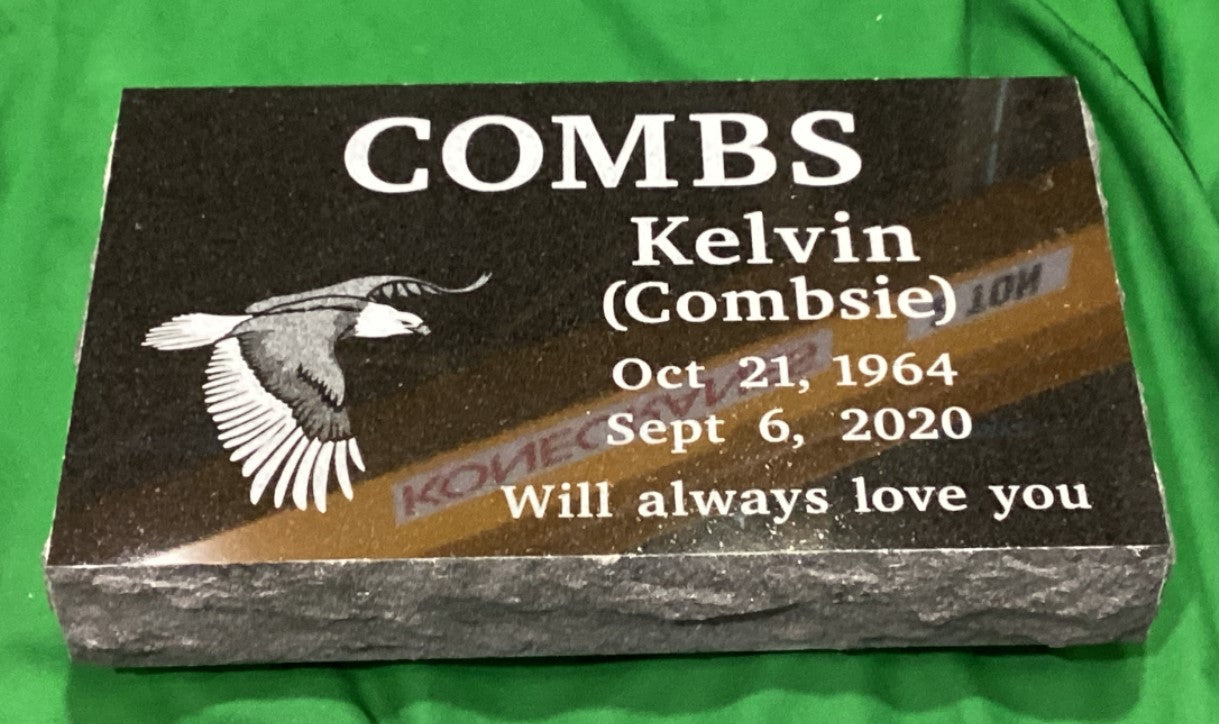 COMBS
Kelvin
(Combsie)
Oct 21, 1964
Sept 6, 2020
Will always love you